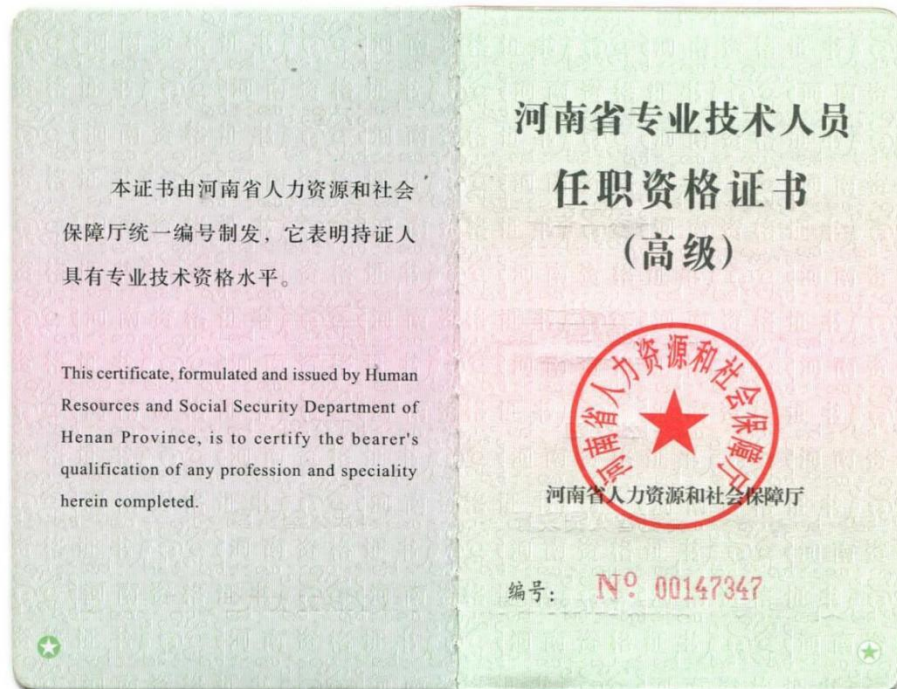 本证书由河南省人力资源和社会
保障厅统一编号制发，它表明持证人
具有专业技术资格水平。
This certificate, formulated and issued by Human
Resources and Social Security Department of
Henan Province, is to certify the bearer's
qualification of any profession and speciality
herein completed.
河南省专业技术人员
任职资格证书
(高级)
河南省人力资源和社会保障厅
河南省人力资源和社会保障厅
编号： Nº 00147347